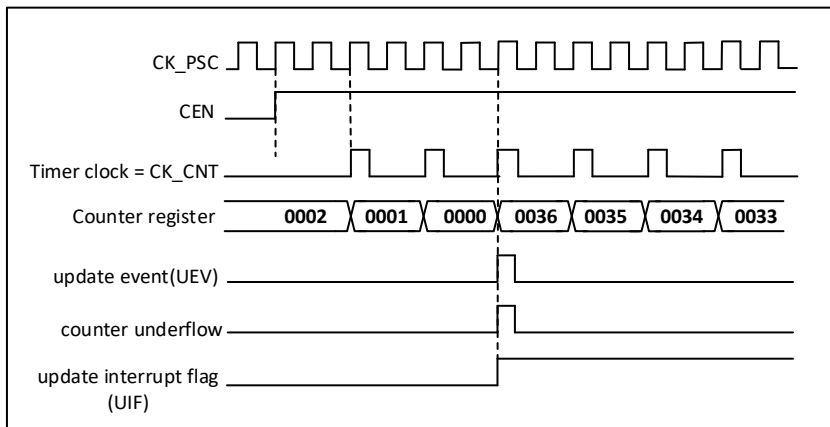 CK_PSC
CEN
Timer clock = CK_CNT
Counter register 0002 0001 0000 0036 0035 0034 0033
update event(UEV)
counter underflow
update interrupt flag
(UIF)